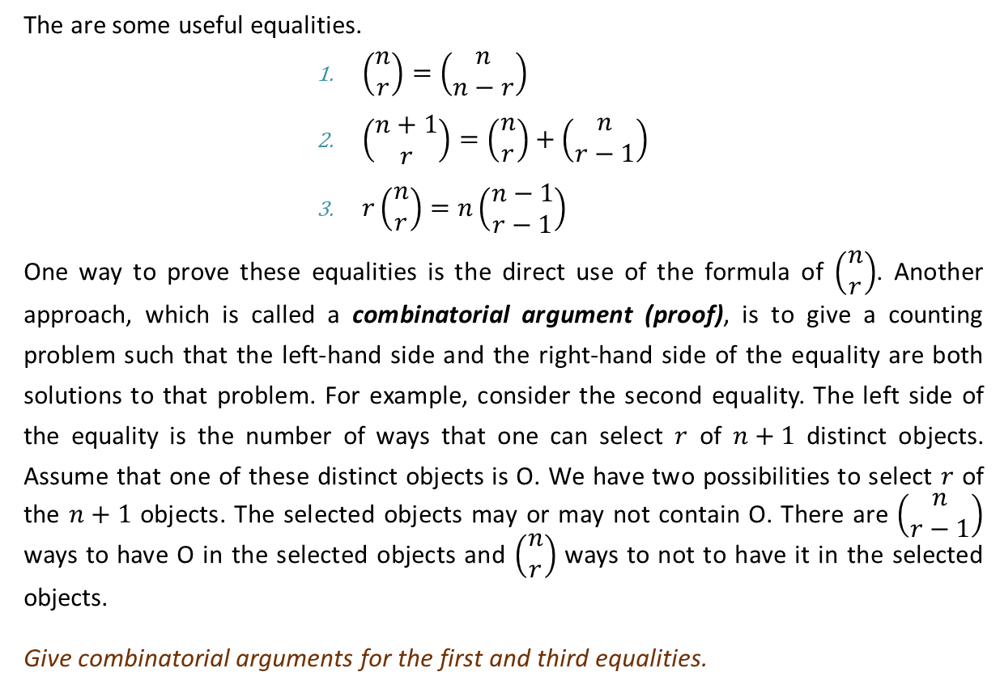 The are some useful equalities.
1. $\binom{n}{r} = \binom{n}{n-r}$
2. $\binom{n+1}{r} = \binom{n}{r} + \binom{n}{r-1}$
3. $r\binom{n}{r} = n\binom{n-1}{r-1}$
One way to prove these equalities is the direct use of the formula of $\binom{n}{r}$. Another
approach, which is called a combinatorial argument (proof), is to give a counting
problem such that the left-hand side and the right-hand side of the equality are both
solutions to that problem. For example, consider the second equality. The left side of
the equality is the number of ways that one can select $r$ of $n + 1$ distinct objects.
Assume that one of these distinct objects is O. We have two possibilities to select $r$ of
the $n + 1$ objects. The selected objects may or may not contain O. There are $\binom{n}{r-1}$
ways to have O in the selected objects and $\binom{n}{r}$ ways to not to have it in the selected
objects.
Give combinatorial arguments for the first and third equalities.